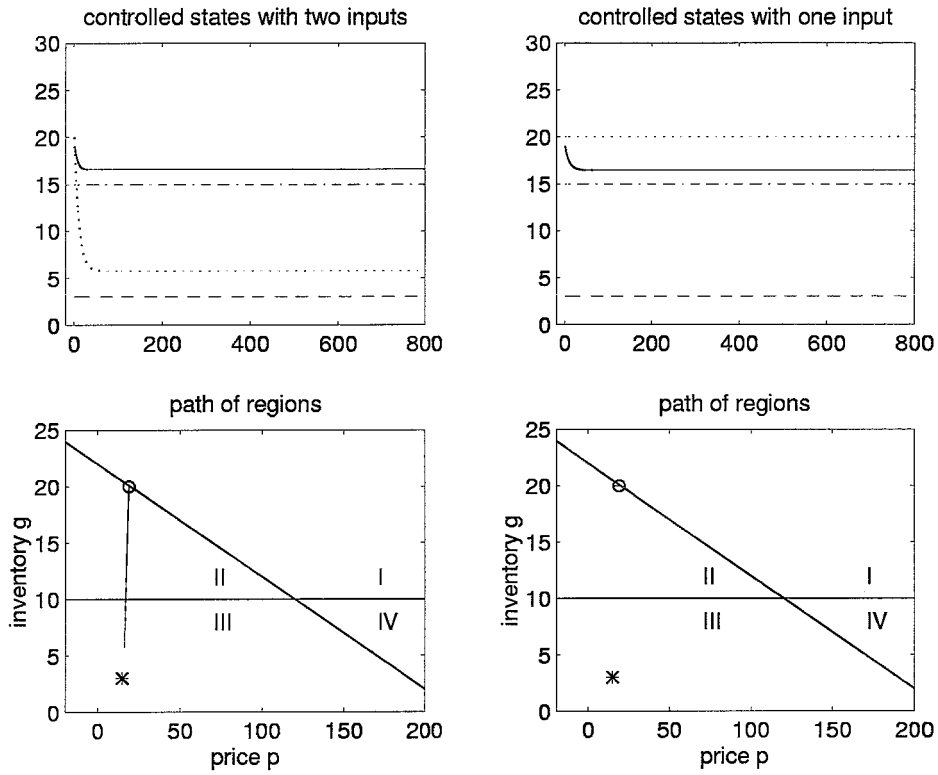 controlled states with two inputs
30
25
20
15
10
5
0
0 200 400 600 800
controlled states with one input
30
25
20
15
10
5
0
0 200 400 600 800
path of regions
25
20
15
10
5
0
inventory g
II
I
III
IV
0 50 100 150 200
price p
path of regions
25
20
15
10
5
0
inventory g
II
I
III
IV
0 50 100 150 200
price p